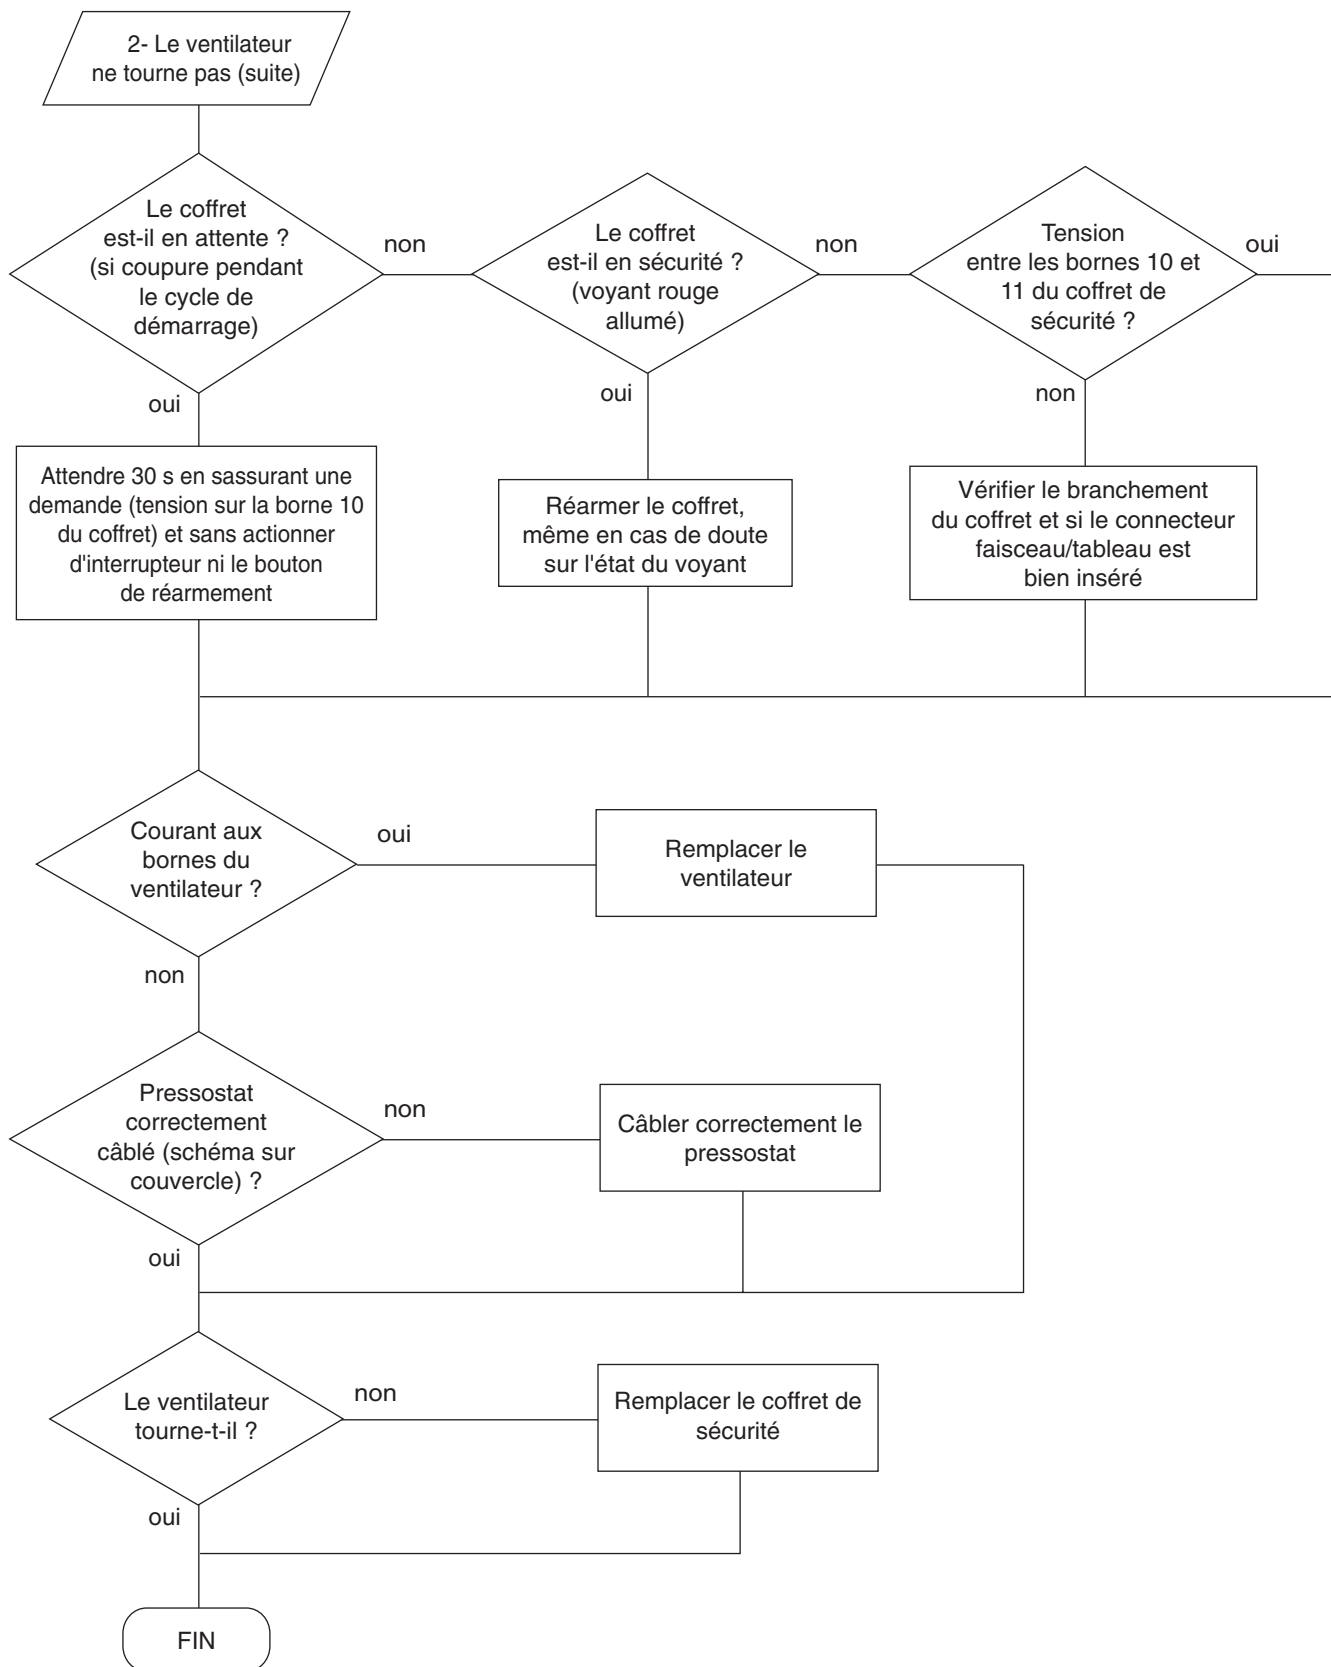 2- Le ventilateur
ne tourne pas (suite)
Le coffret
est-il en attente ?
(si coupure pendant
le cycle de
démarrage)
non
oui
Le coffret
est-il en sécurité ?
(voyant rouge
allumé)
non
oui
Tension
entre les bornes 10 et
11 du coffret de
sécurité ?
oui
non
Attendre 30 s en sassurant une
demande (tension sur la borne 10
du coffret) et sans actionner
d'interrupteur ni le bouton
de réarmement
Réarmer le coffret,
même en cas de doute
sur l'état du voyant
Vérifier le branchement
du coffret et si le connecteur
faisceau/tableau est
bien inséré
Courant aux
bornes du
ventilateur ?
oui
non
Remplacer le
ventilateur
Pressostat
correctement
câblé (schéma sur
couvercle) ?
non
oui
Câbler correctement le
pressostat
Le ventilateur
tourne-t-il ?
non
oui
Remplacer le coffret de
sécurité
FIN